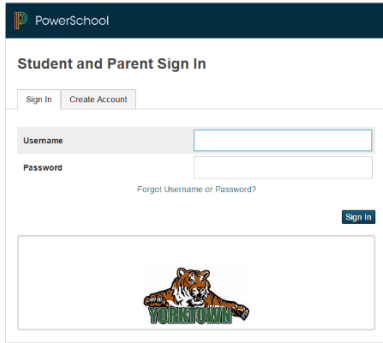 PowerSchool
Student and Parent Sign In
Sign In
Create Account
Username
Password
Forgot Username or Password?
Sign In
YORKTOWN